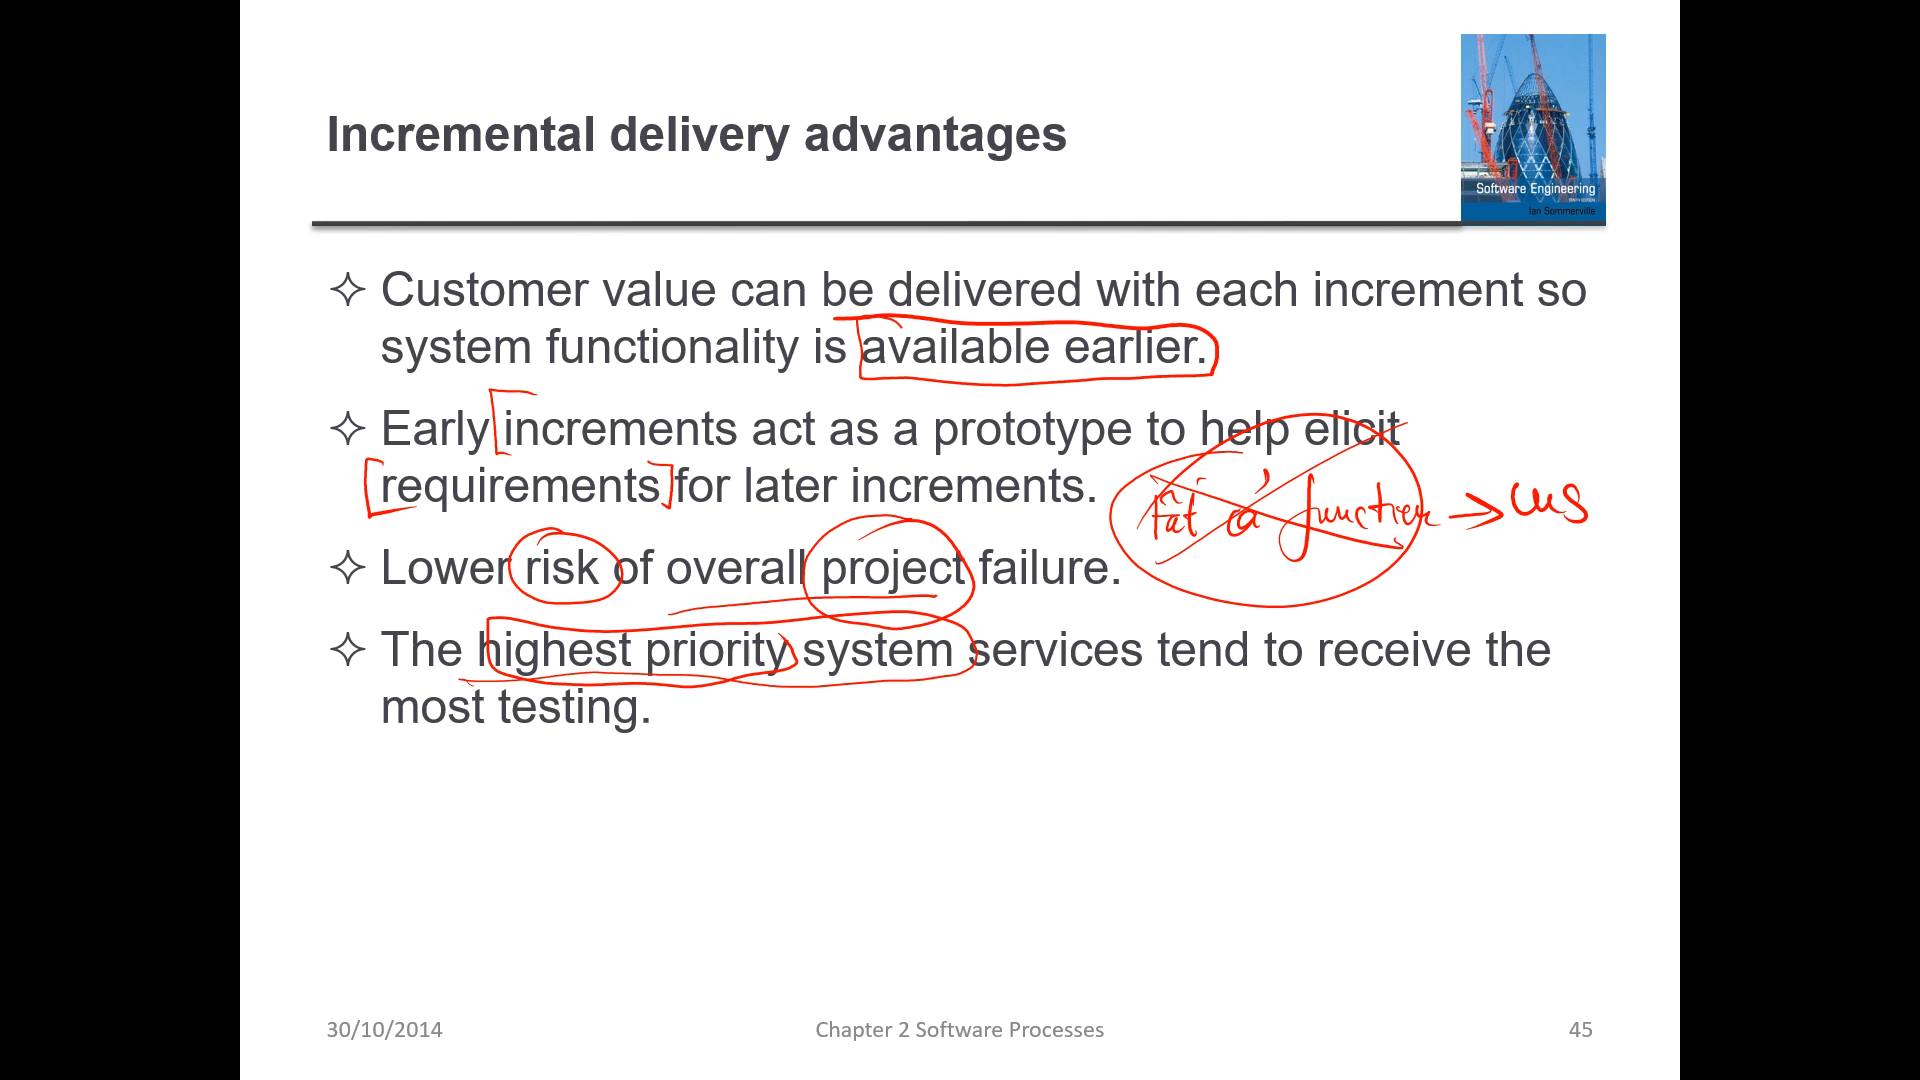 Incremental delivery advantages
Software Engineering
Ian Sommerville
Customer value can be delivered with each increment so
system functionality is available earlier.
Early increments act as a prototype to help elicit
requirements for later increments.
tất cả function →
Lower risk of overall project failure.
The highest priority system services tend to receive the
most testing.
30/10/2014
Chapter 2 Software Processes
45